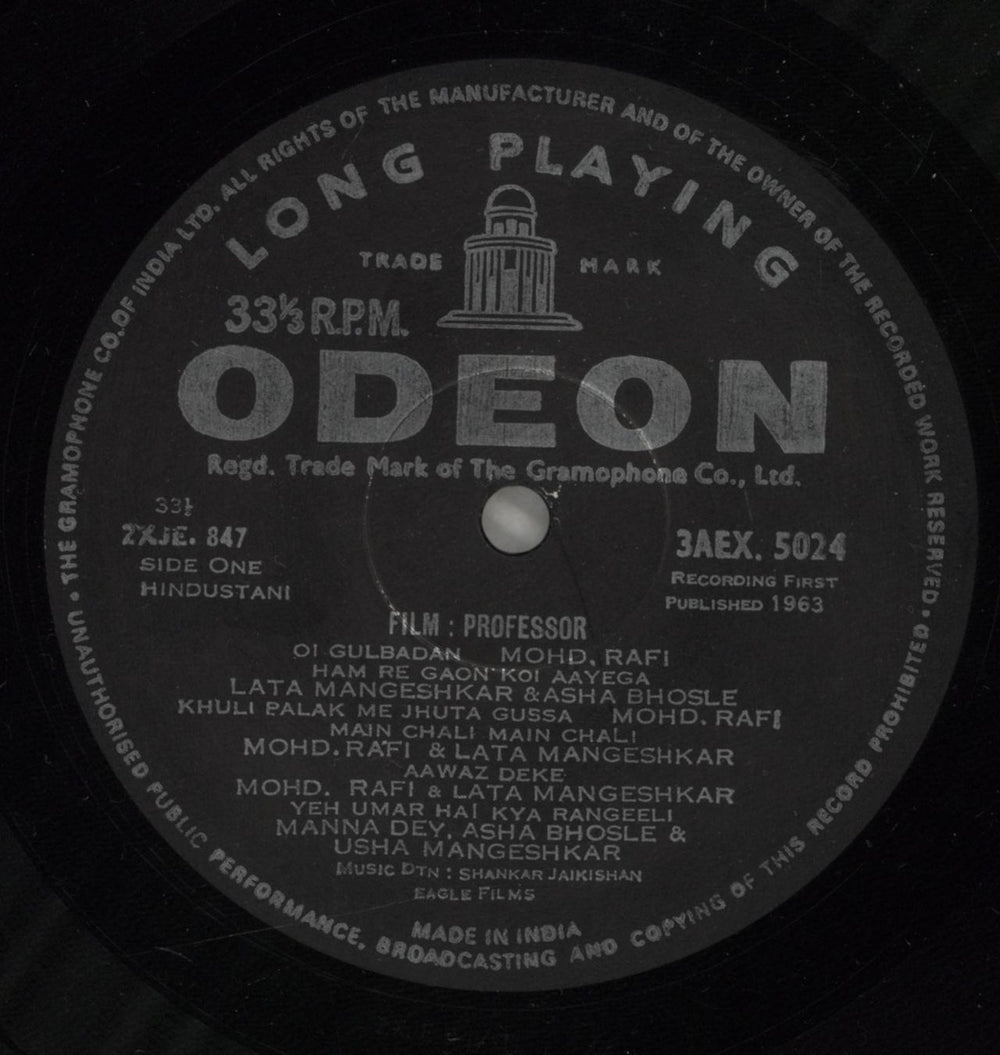 LONG PLAYING
TRADE MARK
33⅓ R.P.M.
ODEON
Regd. Trade Mark of The Gramophone Co., Ltd.
33⅓
2XJE. 847
SIDE ONE
HINDUSTANI
3AEX. 5024
RECORDING FIRST
PUBLISHED 1963
FILM : PROFESSOR
OI GULBADAN MOHD. RAFI
HAM RE GAON KOI AAYEGA
LATA MANGESHKAR & ASHA BHOSLE
KHULI PALAK ME JHUTA GUSSA MOHD. RAFI
MAIN CHALI MAIN CHALI
MOHD. RAFI & LATA MANGESHKAR
AAWAZ DEKE
MOHD. RAFI & LATA MANGESHKAR
YEH UMAR HAI KYA RANGEELI
MANNA DEY, ASHA BHOSLE &
USHA MANGESHKAR
MUSIC DTN : SHANKAR JAIKISHAN
EAGLE FILMS
MADE IN INDIA
• THE GRAMOPHONE CO. OF INDIA LTD. ALL RIGHTS OF THE MANUFACTURER AND OF THE OWNER OF THE RECORDED WORK RESERVED • UNAUTHORISED PUBLIC PERFORMANCE, BROADCASTING AND COPYING OF THIS RECORD PROHIBITED